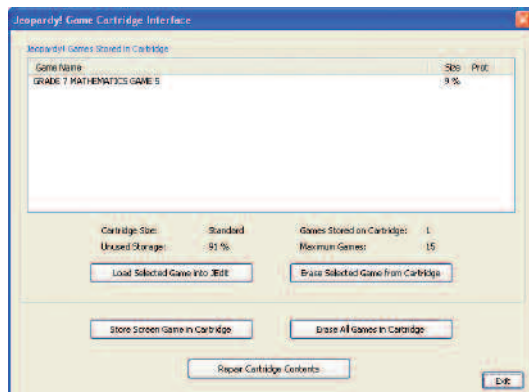 Jeopardy! Game Cartridge Interface
Jeopardy! Games Stored in Cartridge
Game Name Size Prot
GRADE 7 MATHEMATICS GAME 5 9 %
Cartridge Size: Standard Games Stored on Cartridge: 1
Unused Storage: 91 % Maximum Games: 15
Load Selected Game into JEdit Erase Selected Game from Cartridge
Store Screen Game in Cartridge Erase All Games in Cartridge
Repair Cartridge Contents
Exit